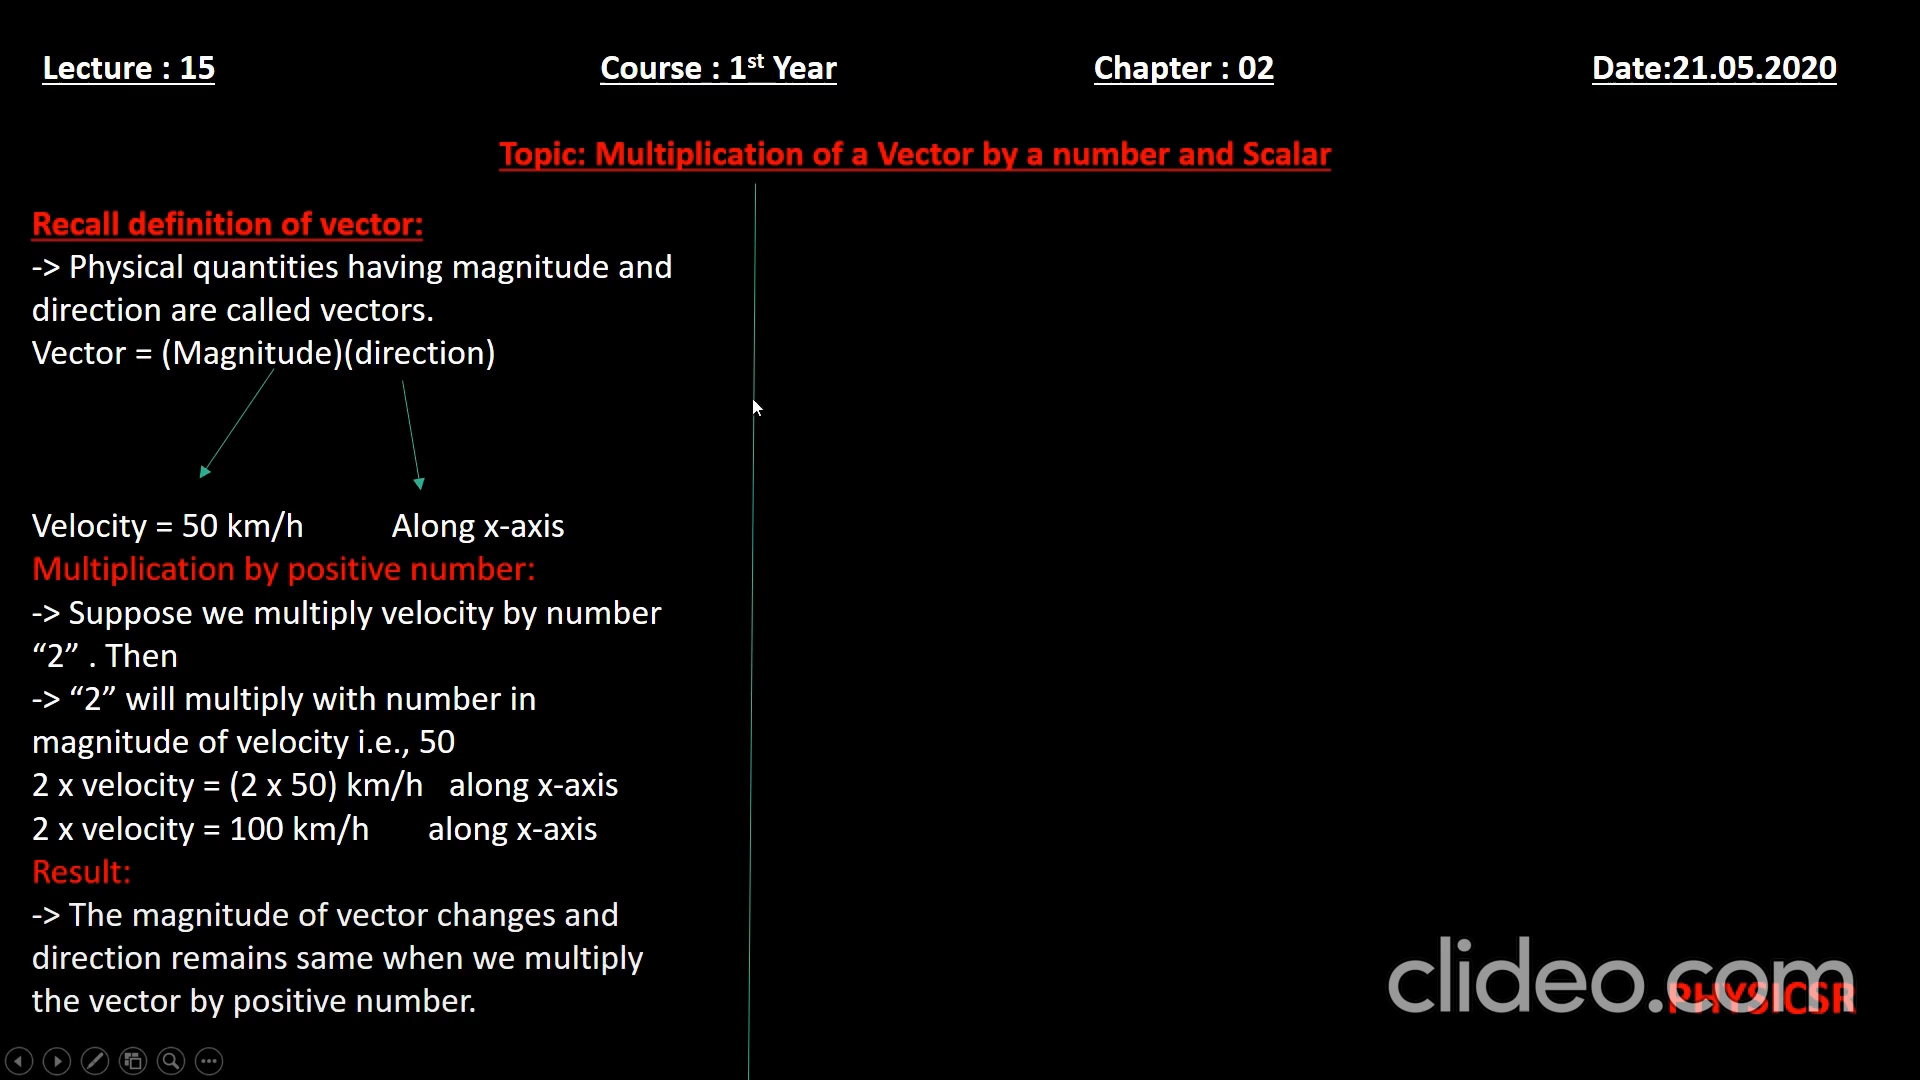 Lecture : 15 Course : 1st Year Chapter : 02 Date:21.05.2020
Topic: Multiplication of a Vector by a number and Scalar
Recall definition of vector:
-> Physical quantities having magnitude and
direction are called vectors.
Vector = (Magnitude)(direction)
Velocity = 50 km/h Along x-axis
Multiplication by positive number:
-> Suppose we multiply velocity by number
“2” . Then
-> “2” will multiply with number in
magnitude of velocity i.e., 50
2 x velocity = (2 x 50) km/h along x-axis
2 x velocity = 100 km/h along x-axis
Result:
-> The magnitude of vector changes and
direction remains same when we multiply
the vector by positive number.
clideo.com
PHYSICSR